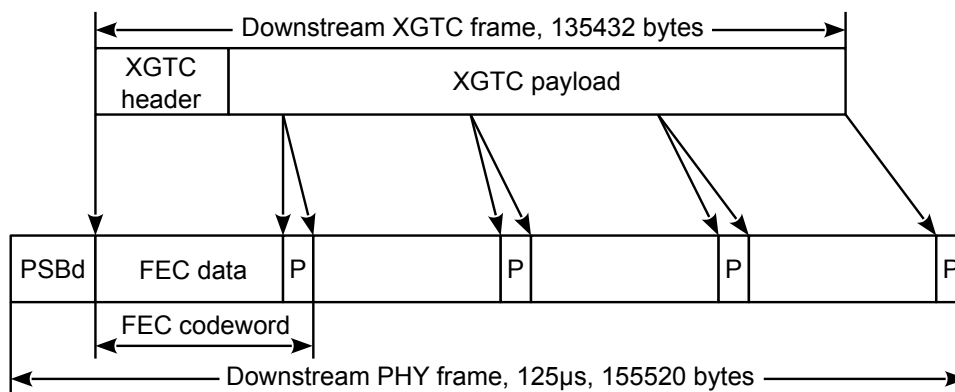 Downstream XGTC frame, 135432 bytes
XGTC
header
XGTC payload
PSBd
FEC data
P
P
P
P
FEC codeword
Downstream PHY frame, 125µs, 155520 bytes